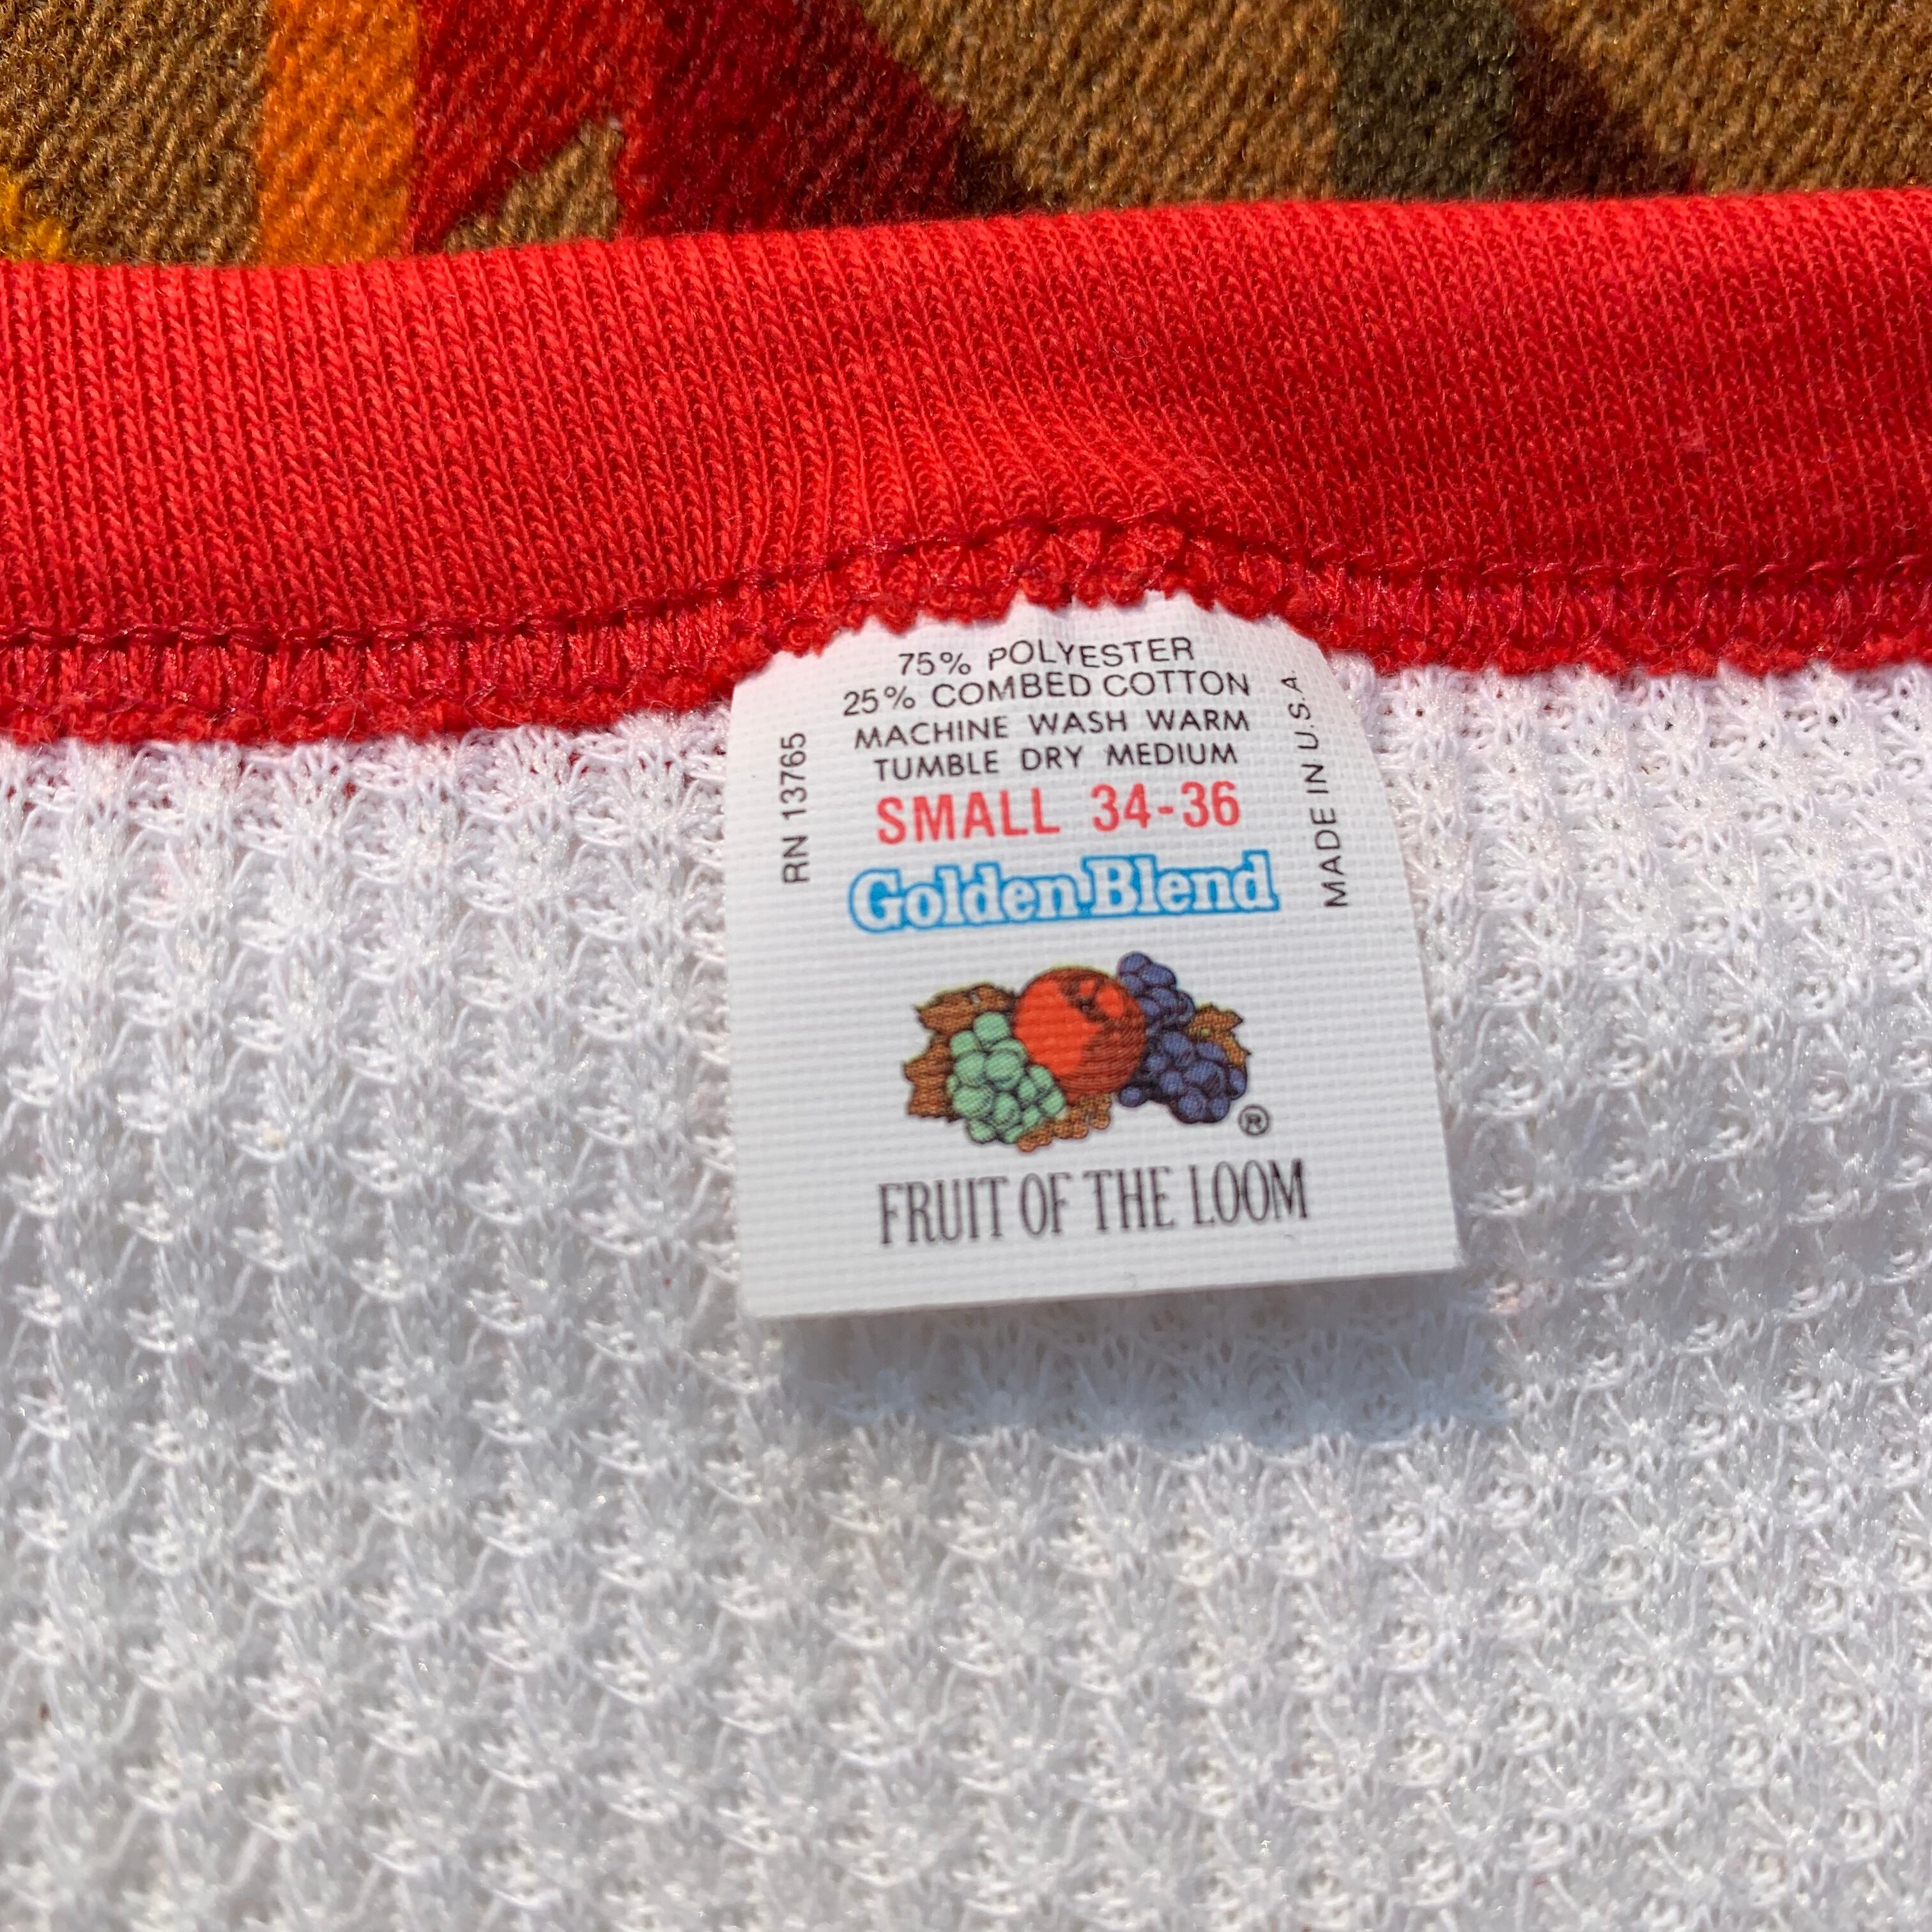 75% POLYESTER
25% COMBED COTTON
MACHINE WASH WARM
TUMBLE DRY MEDIUM
SMALL 34-36
RN 13765
MADE IN U.S.A.
Golden Blend
®
FRUIT OF THE LOOM